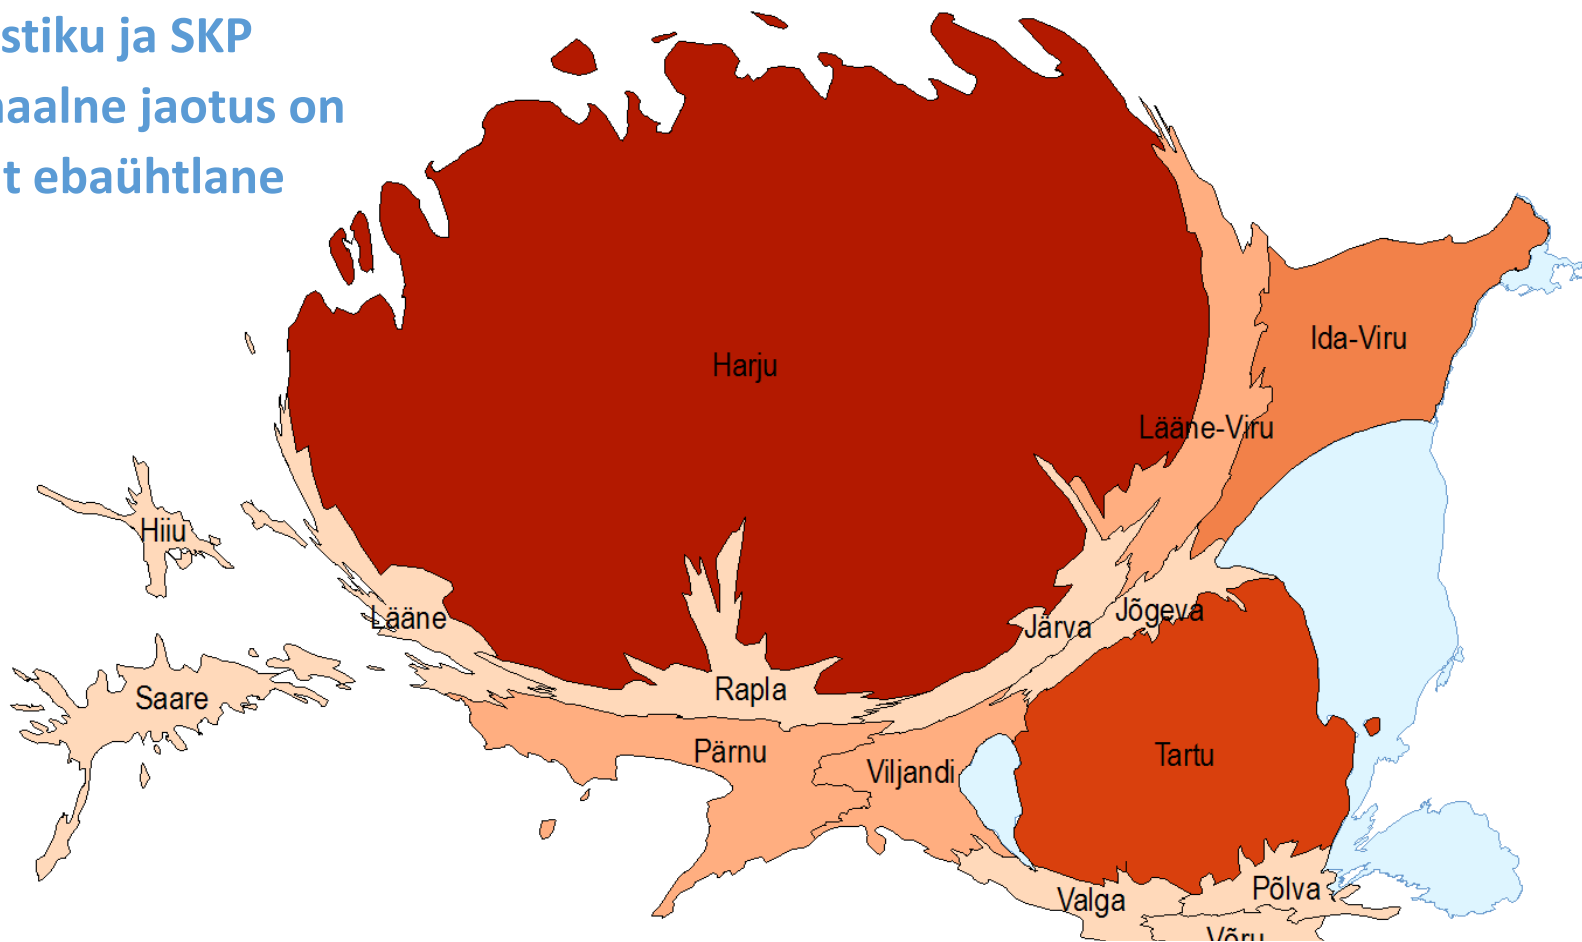 stiku ja SKP
naalne jaotus on
t ebaühtlane
Ida-Viru
Harju
Lääne-Viru
Hiiu
Jõgeva
Lääne
Järva
Rapla
Saare
Pärnu
Tartu
Viljandi
Põlva
Valga
Võru